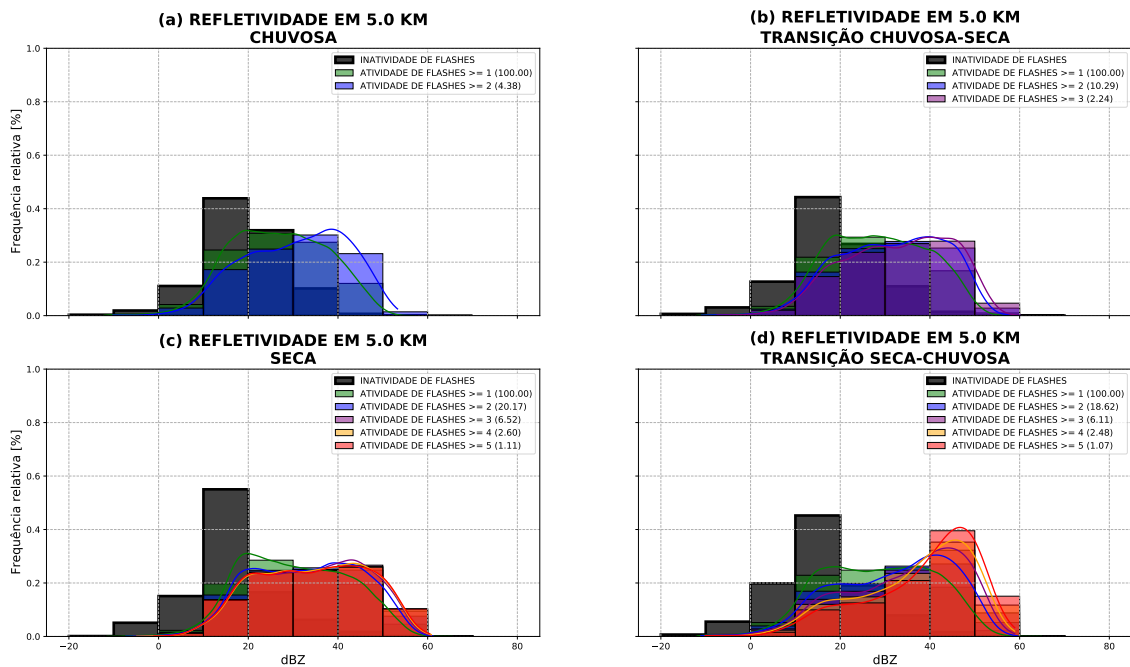 (a) REFLETIVIDADE EM 5.0 KM
CHUVOSA
1.0
0.8
0.6
0.4
0.2
0.0
Frequência relativa [%]
INATIVIDADE DE FLASHES
ATIVIDADE DE FLASHES >= 1 (100.00)
ATIVIDADE DE FLASHES >= 2 (4.38)
(b) REFLETIVIDADE EM 5.0 KM
TRANSIÇÃO CHUVOSA-SECA
INATIVIDADE DE FLASHES
ATIVIDADE DE FLASHES >= 1 (100.00)
ATIVIDADE DE FLASHES >= 2 (10.29)
ATIVIDADE DE FLASHES >= 3 (2.24)
(c) REFLETIVIDADE EM 5.0 KM
SECA
1.0
0.8
0.6
0.4
0.2
0.0
Frequência relativa [%]
INATIVIDADE DE FLASHES
ATIVIDADE DE FLASHES >= 1 (100.00)
ATIVIDADE DE FLASHES >= 2 (20.17)
ATIVIDADE DE FLASHES >= 3 (6.52)
ATIVIDADE DE FLASHES >= 4 (2.60)
ATIVIDADE DE FLASHES >= 5 (1.11)
−20 0 20 40 60 80
dBZ
(d) REFLETIVIDADE EM 5.0 KM
TRANSIÇÃO SECA-CHUVOSA
INATIVIDADE DE FLASHES
ATIVIDADE DE FLASHES >= 1 (100.00)
ATIVIDADE DE FLASHES >= 2 (18.62)
ATIVIDADE DE FLASHES >= 3 (6.11)
ATIVIDADE DE FLASHES >= 4 (2.48)
ATIVIDADE DE FLASHES >= 5 (1.07)
−20 0 20 40 60 80
dBZ